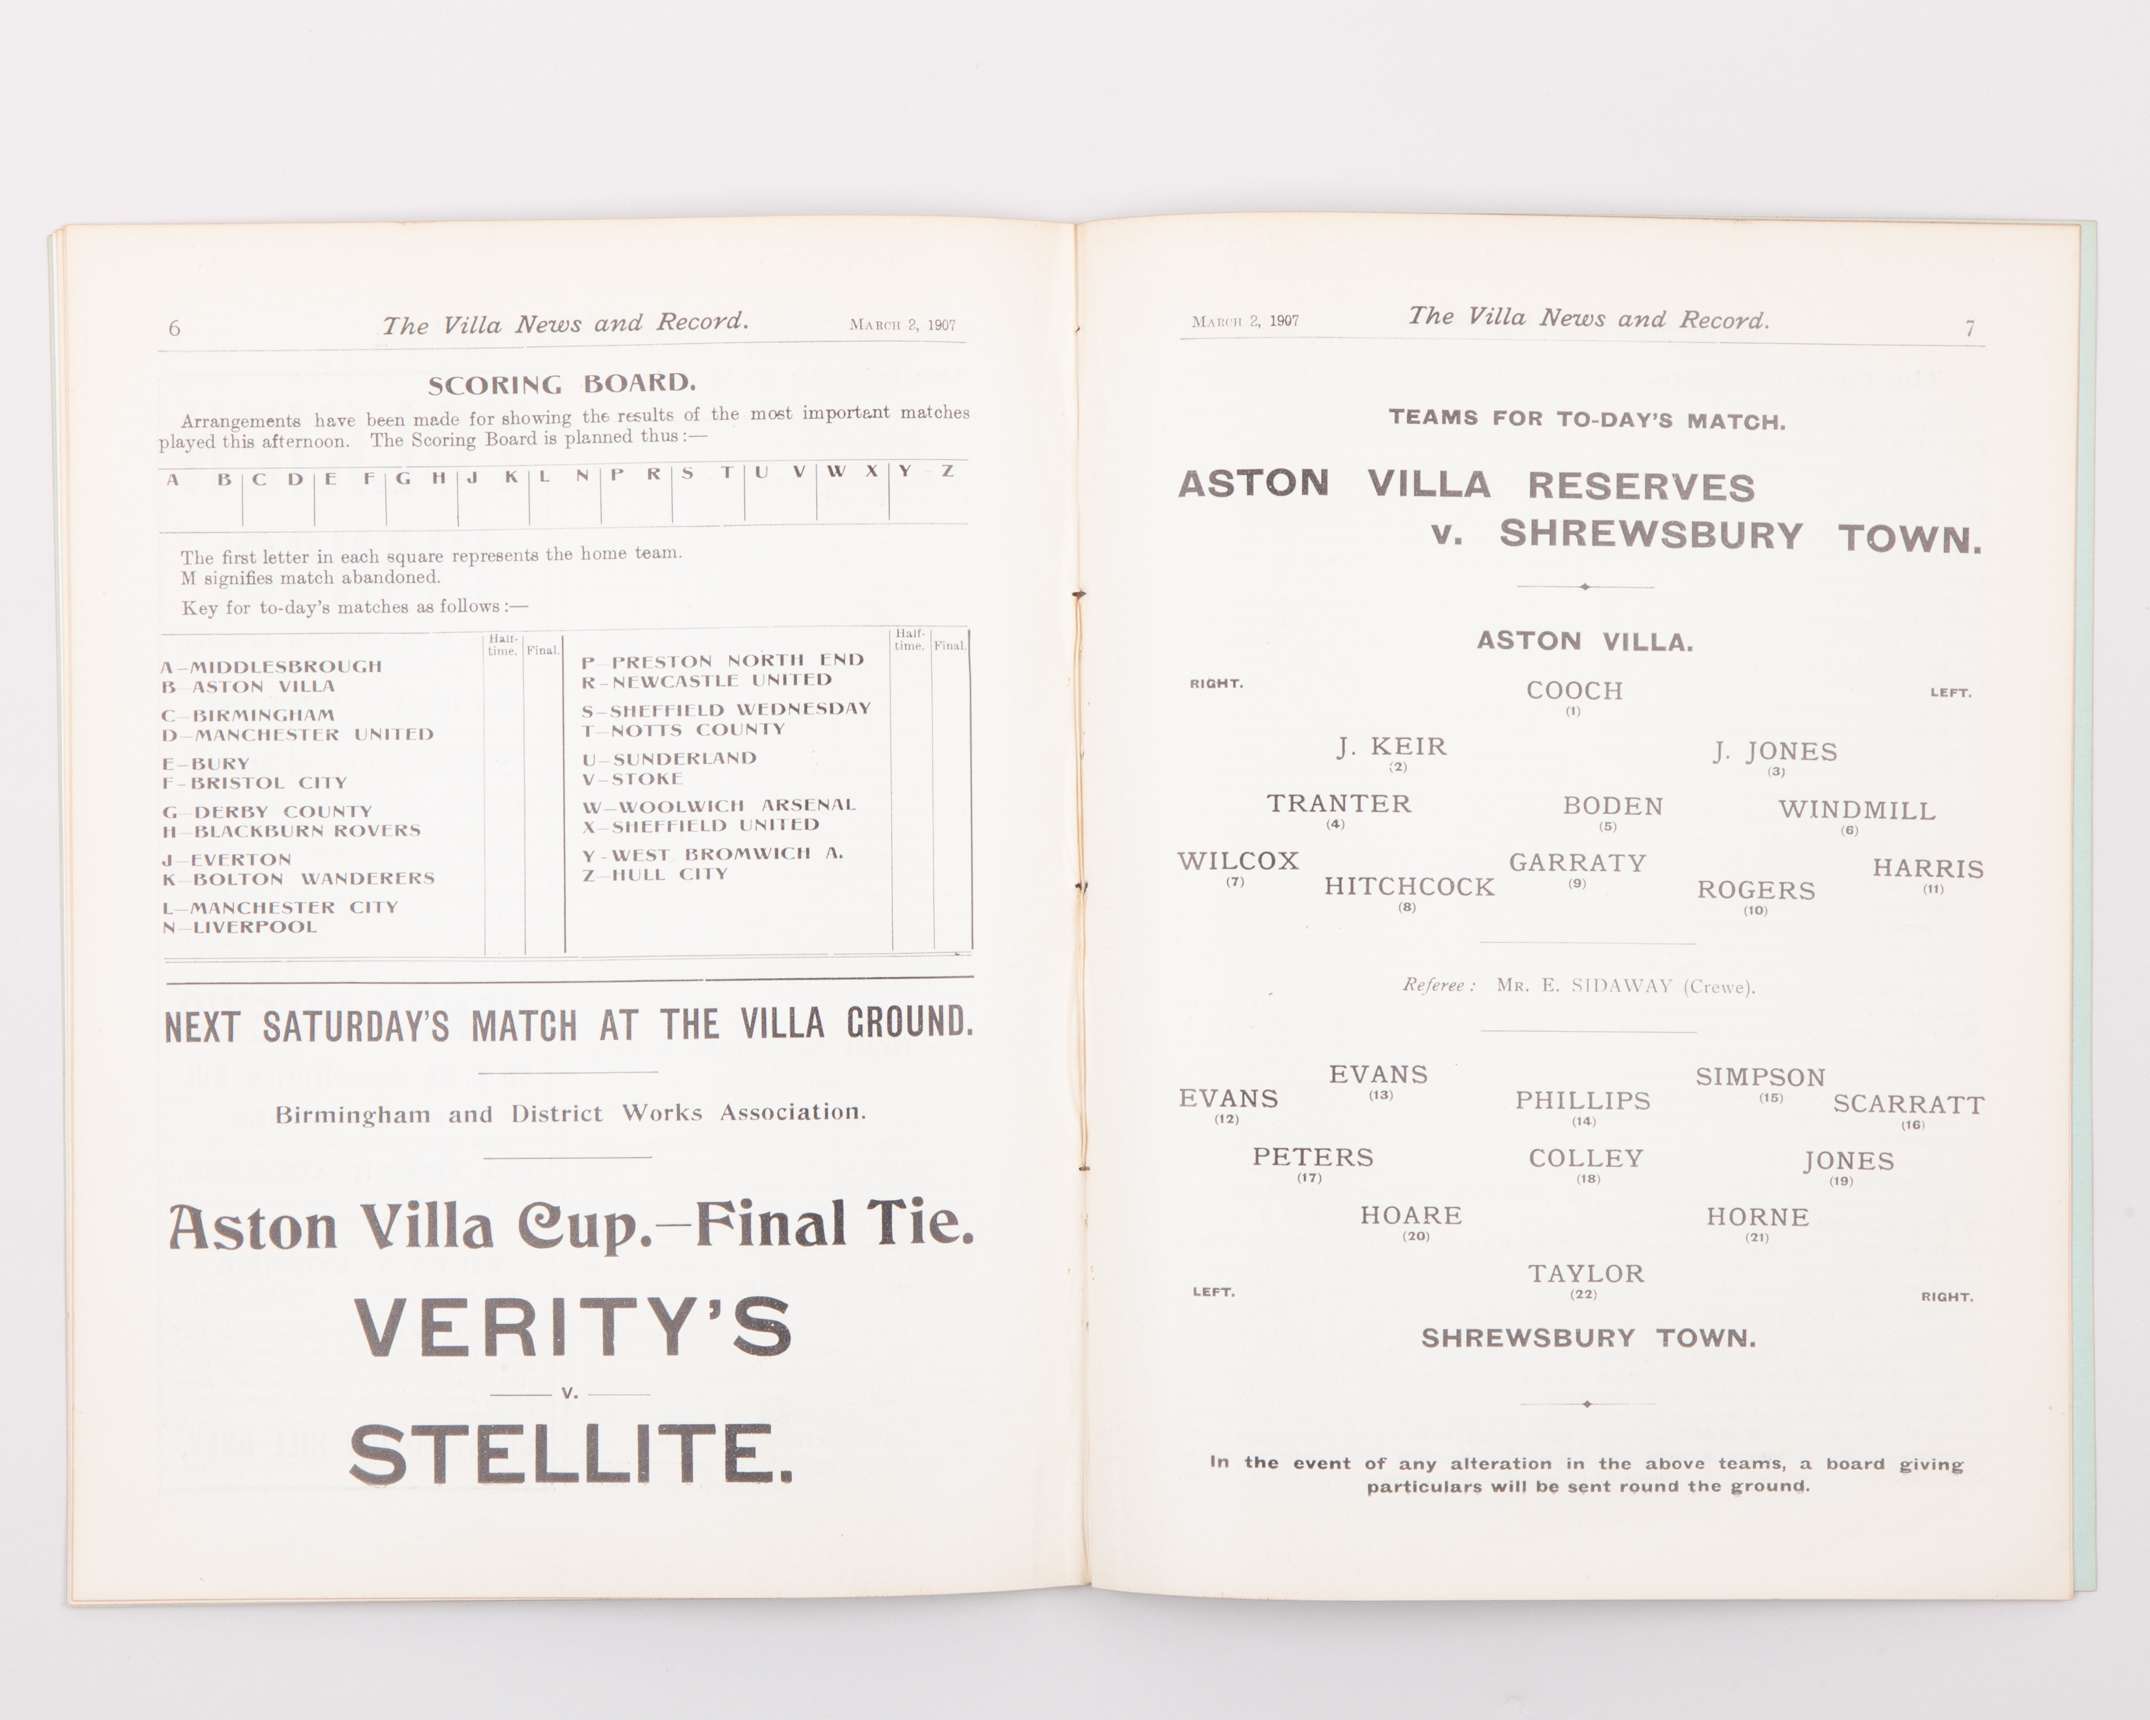 6 The Villa News and Record. March 2, 1907
SCORING BOARD.
Arrangements have been made for showing the results of the most important matches
played this afternoon. The Scoring Board is planned thus:—
A B C D E F G H J K L N P R S T U V W X Y Z
The first letter in each square represents the home team.
M signifies match abandoned.
Key for to-day's matches as follows:—
Half-time. Final.
A—MIDDLESBROUGH
B—ASTON VILLA
C—BIRMINGHAM
D—MANCHESTER UNITED
E—BURY
F—BRISTOL CITY
G—DERBY COUNTY
H—BLACKBURN ROVERS
J—EVERTON
K—BOLTON WANDERERS
L—MANCHESTER CITY
N—LIVERPOOL
Half-time. Final.
P—PRESTON NORTH END
R—NEWCASTLE UNITED
S—SHEFFIELD WEDNESDAY
T—NOTTS COUNTY
U—SUNDERLAND
V—STOKE
W—WOOLWICH ARSENAL
X—SHEFFIELD UNITED
Y-WEST BROMWICH A.
Z—HULL CITY
NEXT SATURDAY'S MATCH AT THE VILLA GROUND.
Birmingham and District Works Association.
Aston Villa Cup.—Final Tie.
VERITY'S
v.
STELLITE.
March 2, 1907 The Villa News and Record. 7
TEAMS FOR TO-DAY'S MATCH.
ASTON VILLA RESERVES
v. SHREWSBURY TOWN.
ASTON VILLA.
RIGHT. COOCH LEFT.
(1)
J. KEIR J. JONES
(2) (3)
TRANTER BODEN WINDMILL
(4) (5) (6)
WILCOX GARRATY HARRIS
(7) (9) (11)
HITCHCOCK ROGERS
(8) (10)
Referee: Mr. E. SIDAWAY (Crewe).
EVANS SIMPSON
(13) (15)
EVANS PHILLIPS SCARRATT
(12) (14) (16)
PETERS COLLEY JONES
(17) (18) (19)
HOARE HORNE
(20) (21)
TAYLOR
(22)
LEFT. RIGHT.
SHREWSBURY TOWN.
In the event of any alteration in the above teams, a board giving
particulars will be sent round the ground.